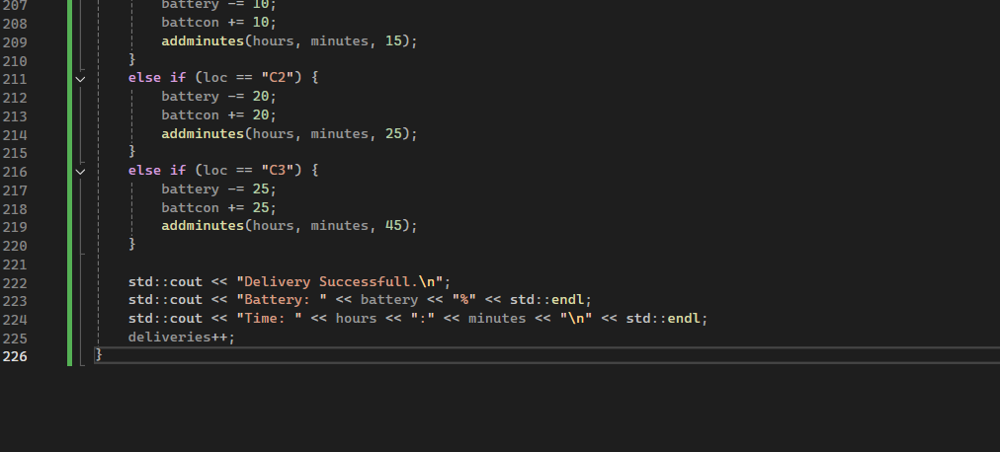 207 battery -= 10;
208 battcon += 10;
209 addminutes(hours, minutes, 15);
210 }
211 else if (loc == "C2") {
212 battery -= 20;
213 battcon += 20;
214 addminutes(hours, minutes, 25);
215 }
216 else if (loc == "C3") {
217 battery -= 25;
218 battcon += 25;
219 addminutes(hours, minutes, 45);
220 }
221
222 std::cout << "Delivery Successfull.\n";
223 std::cout << "Battery: " << battery << "%" << std::endl;
224 std::cout << "Time: " << hours << ":" << minutes << "\n" << std::endl;
225 deliveries++;
226 }